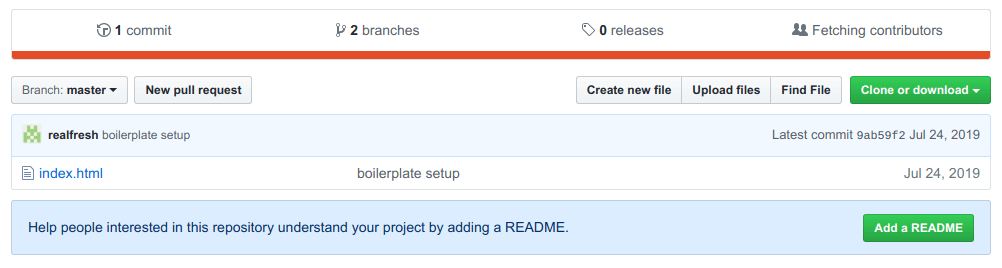 1 commit 2 branches 0 releases Fetching contributors
Branch: master New pull request Create new file Upload files Find File Clone or download
realfresh boilerplate setup Latest commit 9ab59f2 Jul 24, 2019
index.html boilerplate setup Jul 24, 2019
Help people interested in this repository understand your project by adding a README. Add a README